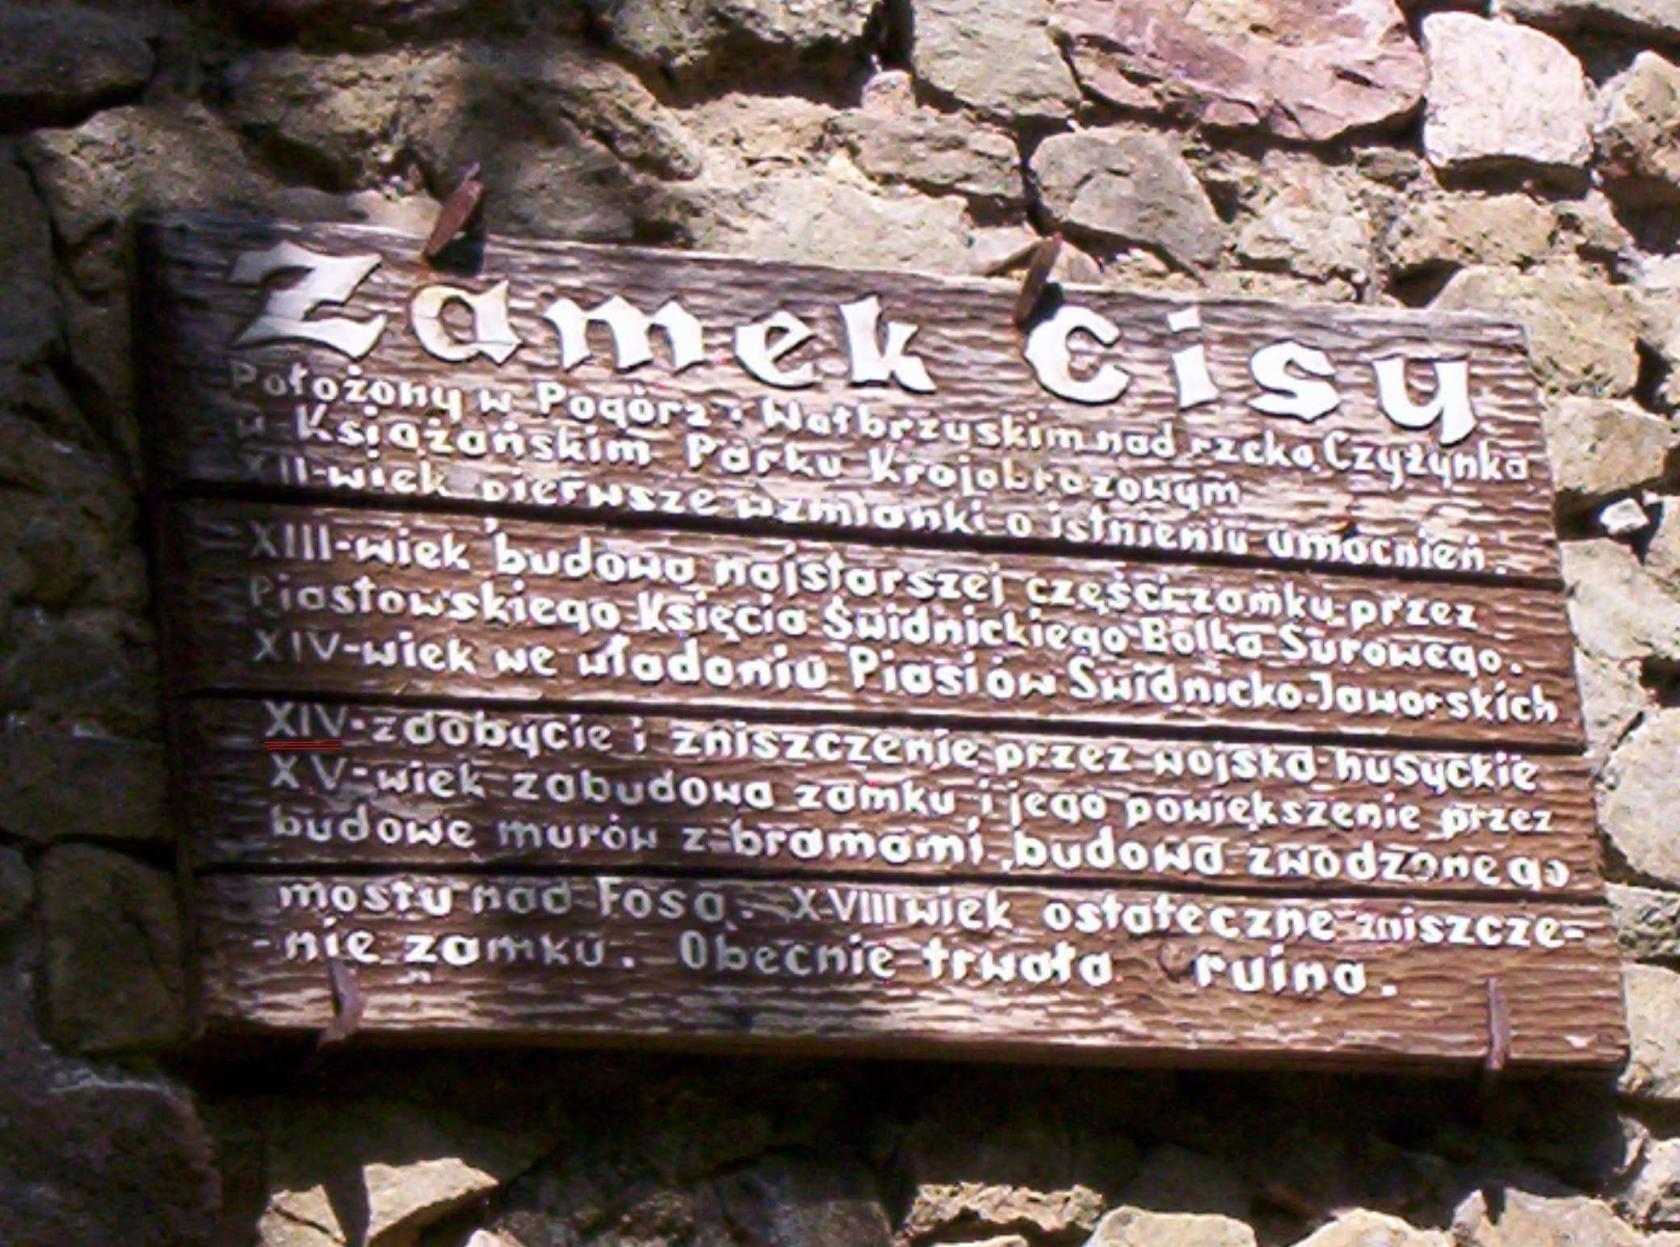 Zamek Cisy
Położony w Pogórz. Wałbrzyskim nad rzeką Czyżynka
w Książańskim Parku Krajobrazowym
XII-wiek pierwsze wzmianki o istnieniu umocnień.
XIII-wiek budowa najstarszej części zamku przez
Piastowskiego Księcia Świdnickiego Bolka Surowego.
XIV-wiek we władaniu Piastów Świdnicko-Jaworskich
XIV-zdobycie i zniszczenie przez wojska husyckie
XV-wiek zabudowa zamku i jego powiększenie przez
budowę murów z bramami, budowa zwodzonego
mostu nad Fosą. XVIII wiek ostateczne zniszcze-
-nie zamku. Obecnie trwała ruina.